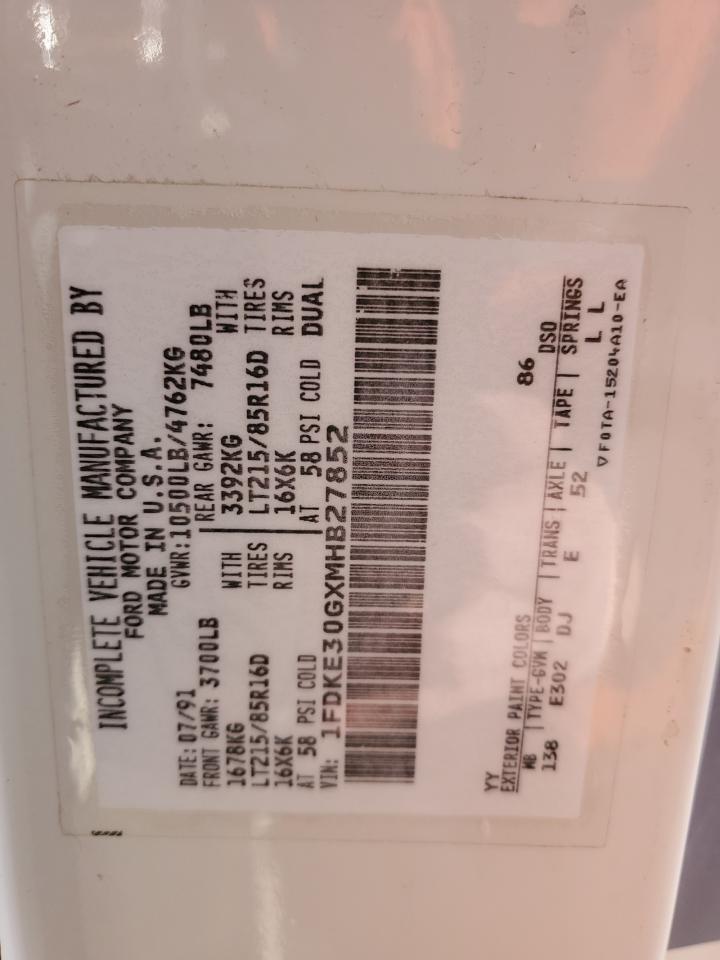 INCOMPLETE VEHICLE MANUFACTURED BY
FORD MOTOR COMPANY
MADE IN U.S.A.
DATE: 07/91 GVWR:10500LB/4762KG
FRONT GAWR: 3700LB REAR GAWR: 7480LB
1678KG WITH 3392KG WITH
LT215/85R16D TIRES LT215/85R16D TIRES
16X6K RIMS 16X6K RIMS
AT 58 PSI COLD AT 58 PSI COLD DUAL
VIN: 1FDKE30GXMHB27852
YY 86
EXTERIOR PAINT COLORS DSO
WB | TYPE-GVM | BODY | TRANS | AXLE | TAPE | SPRINGS
138 E302 DJ E 52 L L
▽ F0TA-15204A10-EA